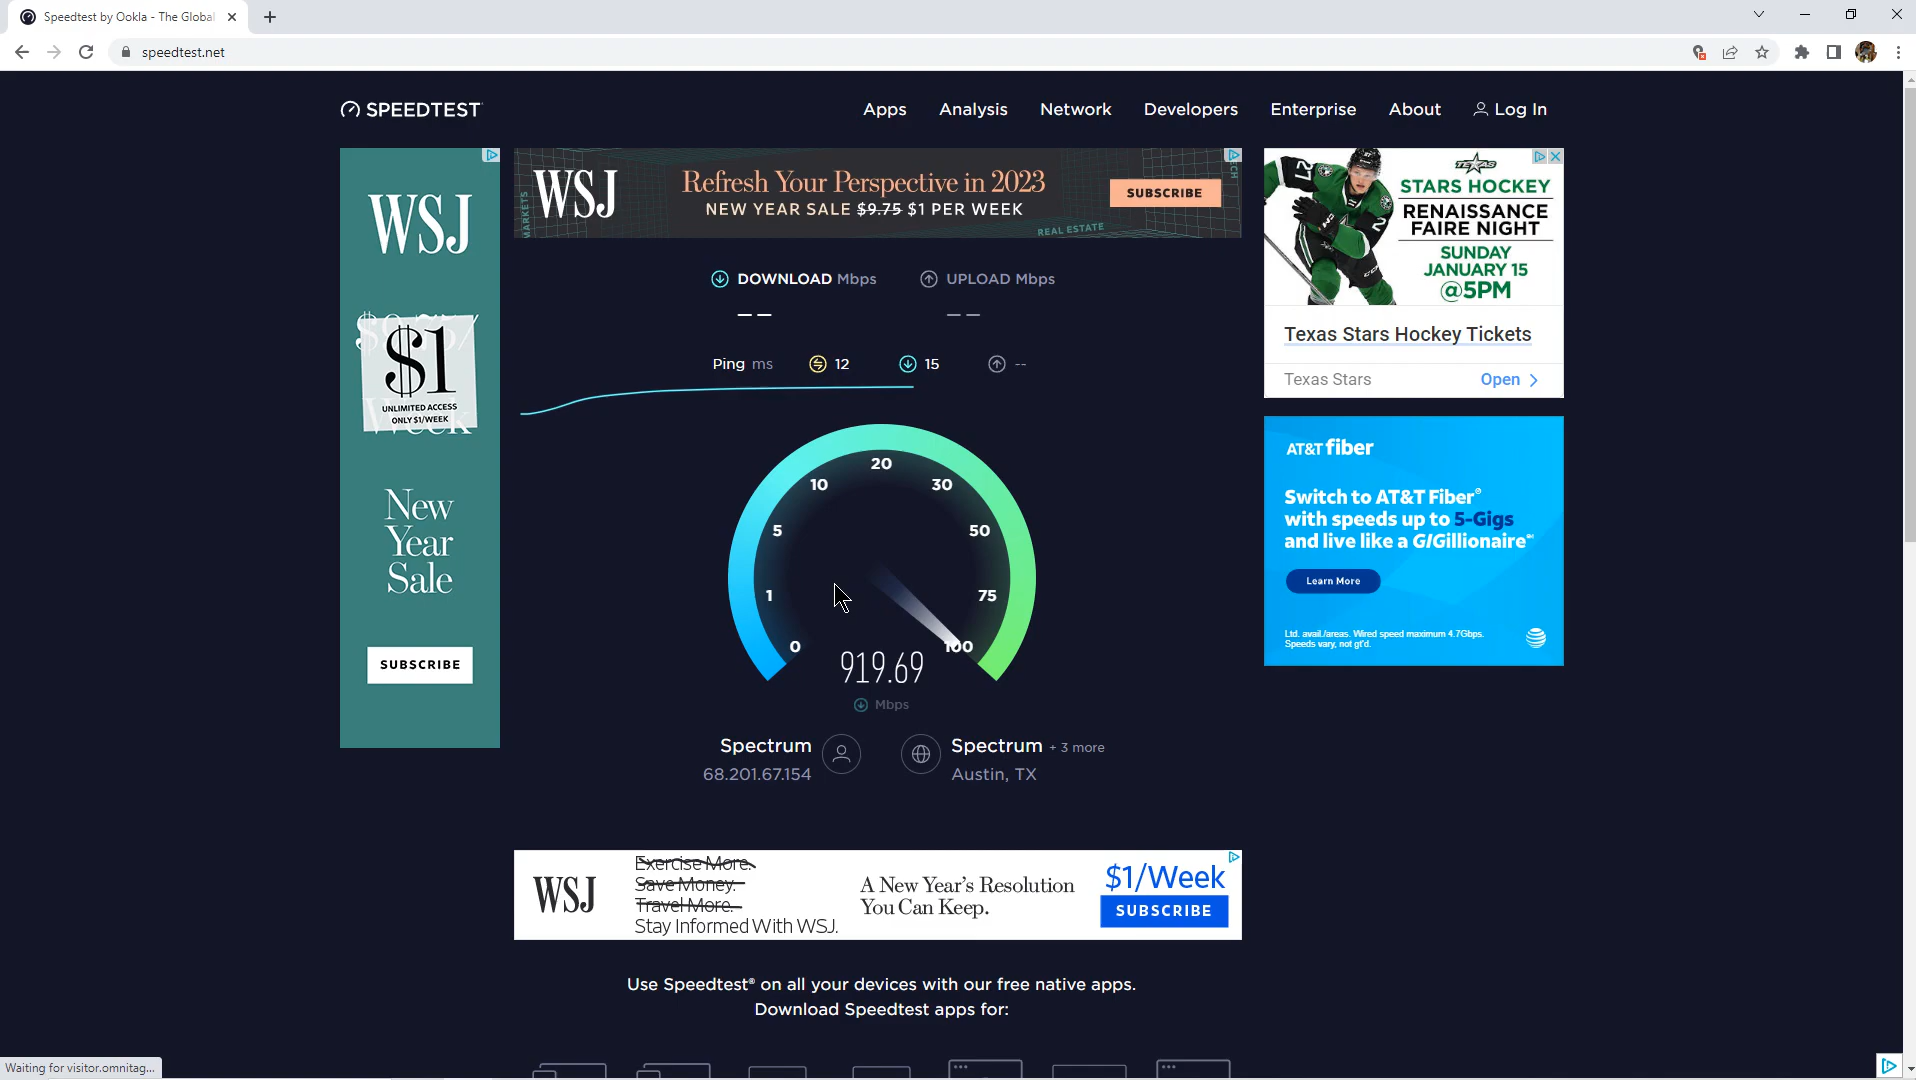 Speedtest by Ookla - The Global
speedtest.net
SPEEDTEST
Apps
Analysis
Network
Developers
Enterprise
About
Log In
WSJ
$1
UNLIMITED ACCESS
ONLY $1/WEEK
Week
New
Year
Sale
SUBSCRIBE
MARKETS
WSJ
Refresh Your Perspective in 2023
NEW YEAR SALE $9.75 $1 PER WEEK
SUBSCRIBE
REAL ESTATE
TECH
DOWNLOAD Mbps
UPLOAD Mbps
Ping ms
12
15
--
0
1
5
10
20
30
50
75
100
919.69
Mbps
Spectrum
68.201.67.154
Spectrum + 3 more
Austin, TX
TEXAS
STARS HOCKEY
RENAISSANCE
FAIRE NIGHT
SUNDAY
JANUARY 15
@5PM
Texas Stars Hockey Tickets
Texas Stars
Open
AT&T fiber
Switch to AT&T Fiber®
with speeds up to 5-Gigs
and live like a GIGillionaire℠
Learn More
Ltd. avail./areas. Wired speed maximum 4.7Gbps.
Speeds vary, not gt'd.
WSJ
Exercise More.
Save Money.
Travel More.
Stay Informed With WSJ.
A New Year's Resolution
You Can Keep.
$1/Week
SUBSCRIBE
Use Speedtest® on all your devices with our free native apps.
Download Speedtest apps for:
Waiting for visitor.omnitag...